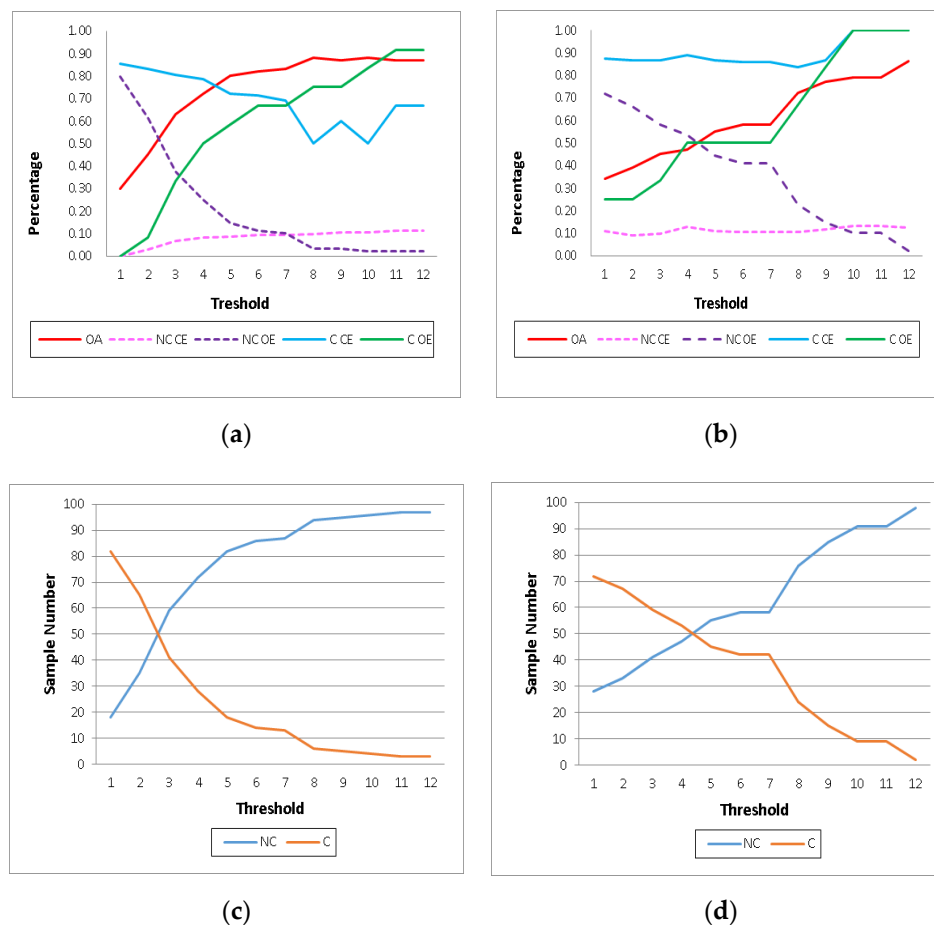 1.00
0.90
0.80
0.70
0.60
0.50
0.40
0.30
0.20
0.10
0.00
Percentage
1 2 3 4 5 6 7 8 9 10 11 12
Treshold
OA NC CE NC OE C CE C OE
(a)
1.00
0.90
0.80
0.70
0.60
0.50
0.40
0.30
0.20
0.10
0.00
Percentage
1 2 3 4 5 6 7 8 9 10 11 12
Treshold
OA NC CE NC OE C CE C OE
(b)
100
90
80
70
60
50
40
30
20
10
0
Sample Number
1 2 3 4 5 6 7 8 9 10 11 12
Threshold
NC C
(c)
100
90
80
70
60
50
40
30
20
10
0
Sample Number
1 2 3 4 5 6 7 8 9 10 11 12
Threshold
NC C
(d)